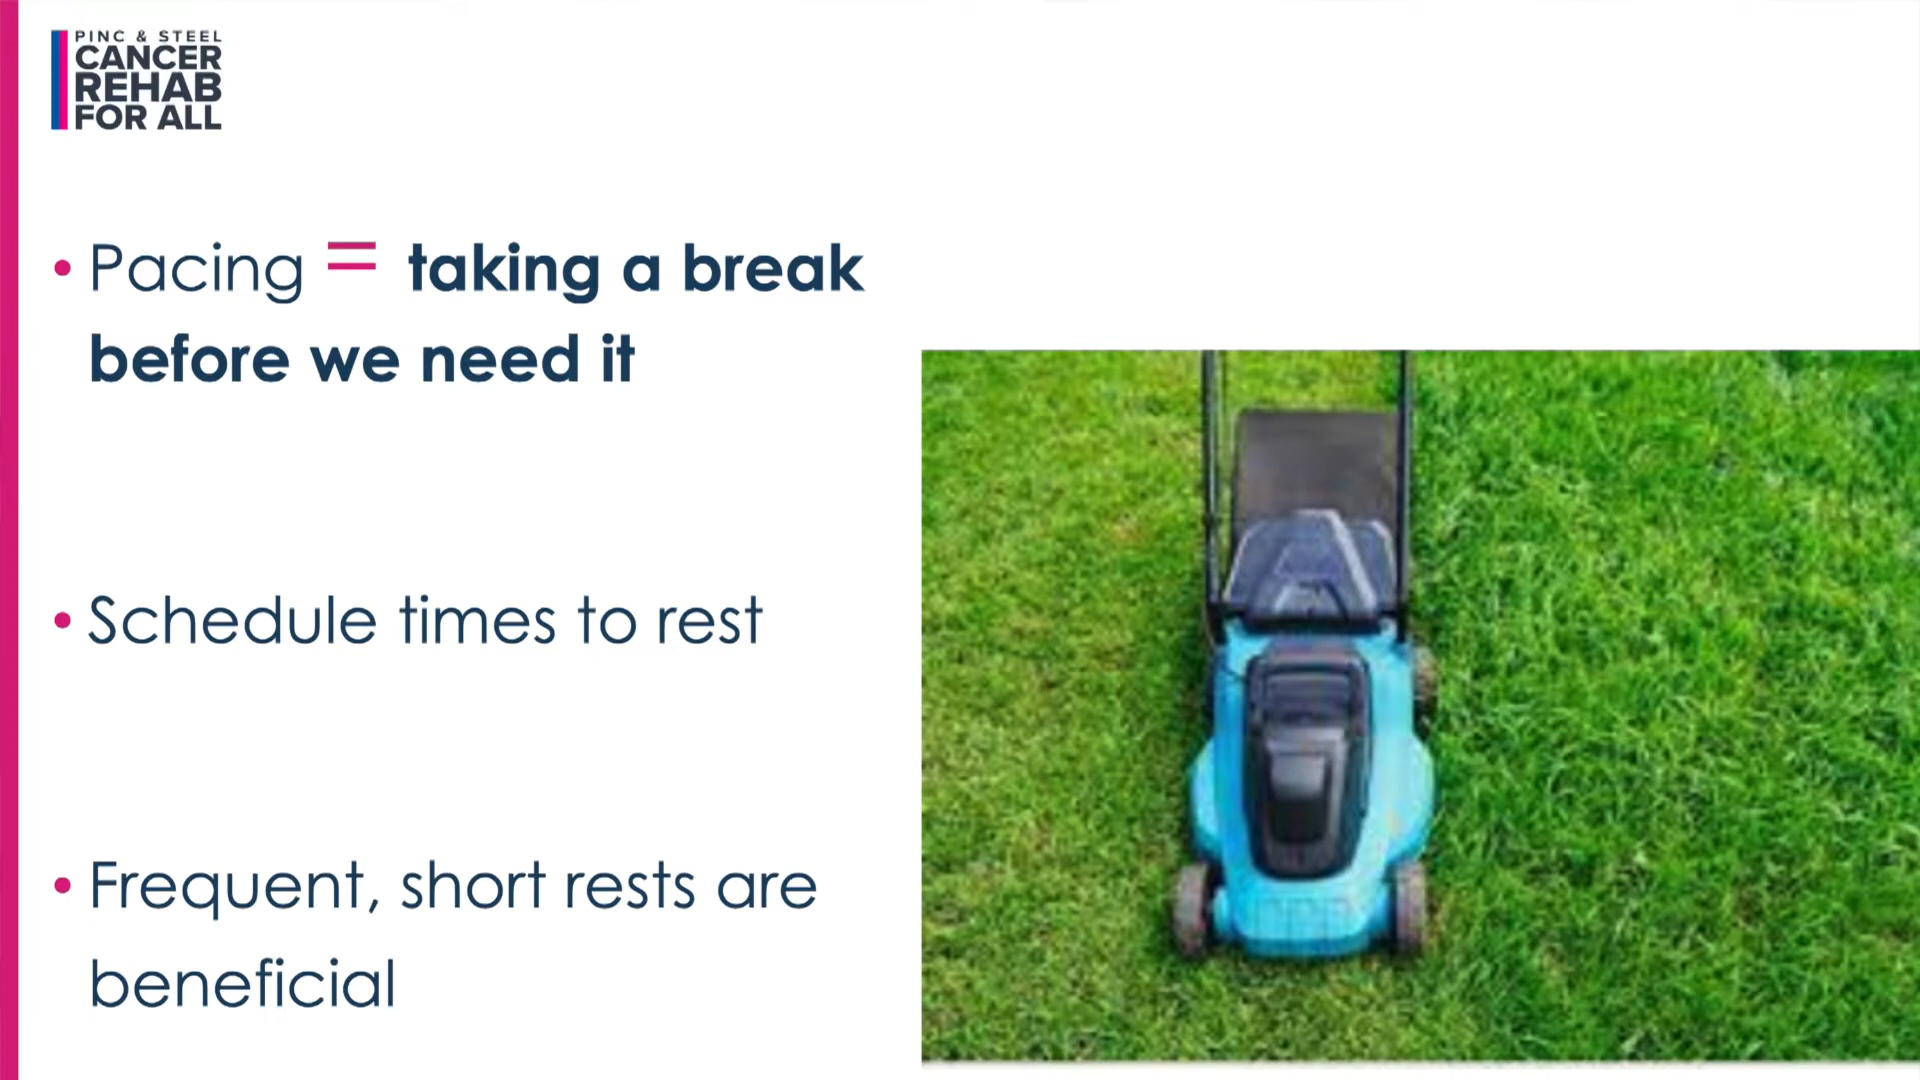 PINC & STEEL
CANCER
REHAB
FOR ALL
• Pacing = taking a break
before we need it
• Schedule times to rest
• Frequent, short rests are
beneficial